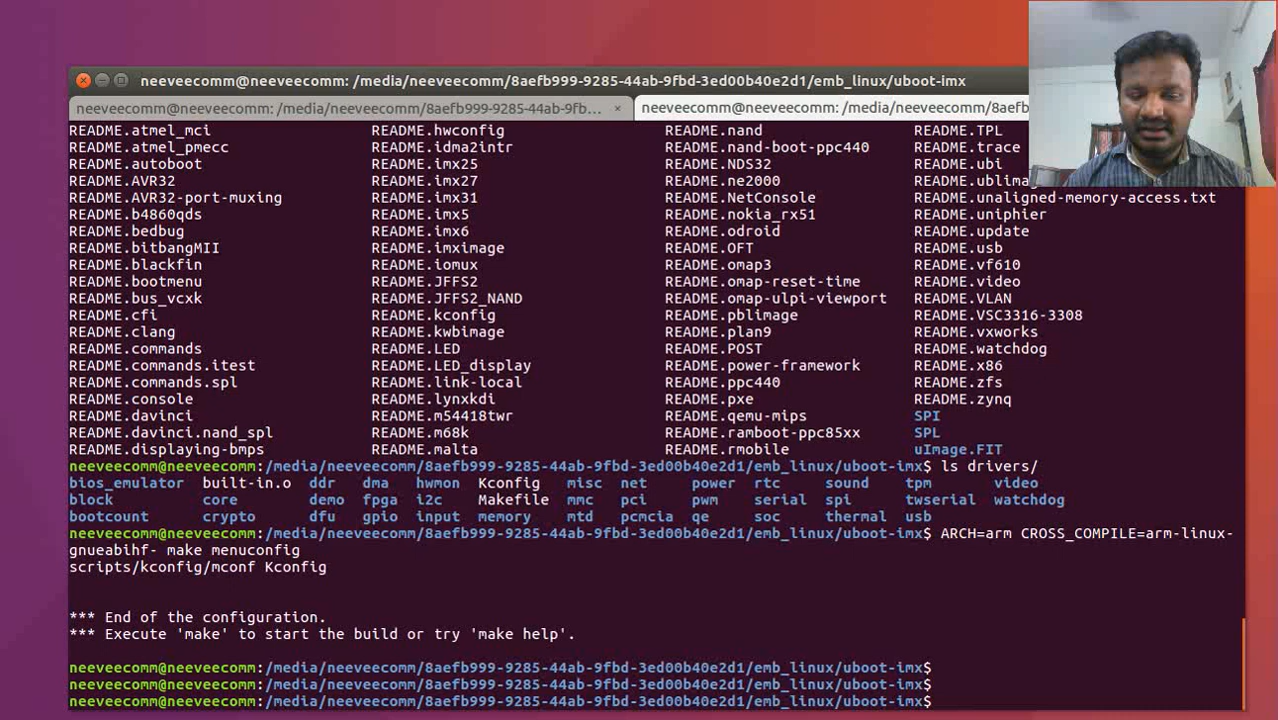 neeveecomm@neeveecomm: /media/neeveecomm/8aefb999-9285-44ab-9fbd-3ed00b40e2d1/emb_linux/uboot-imx
neeveecomm@neeveecomm: /media/neeveecomm/8aefb999-9285-44ab-9fb... × neeveecomm@neeveecomm: /media/neeveecomm/8aefb
README.atmel_mci README.hwconfig README.nand README.TPL
README.atmel_pmecc README.idma2intr README.nand-boot-ppc440 README.trace
README.autoboot README.imx25 README.NDS32 README.ubi
README.AVR32 README.imx27 README.ne2000 README.ublima
README.AVR32-port-muxing README.imx31 README.NetConsole README.unaligned-memory-access.txt
README.b4860qds README.imx5 README.nokia_rx51 README.uniphier
README.bedbug README.imx6 README.odroid README.update
README.bitbangMII README.imximage README.OFT README.usb
README.blackfin README.iomux README.omap3 README.vf610
README.bootmenu README.JFFS2 README.omap-reset-time README.video
README.bus_vcxk README.JFFS2_NAND README.omap-ulpi-viewport README.VLAN
README.cfi README.kconfig README.pblimage README.VSC3316-3308
README.clang README.kwbimage README.plan9 README.vxworks
README.commands README.LED README.POST README.watchdog
README.commands.itest README.LED_display README.power-framework README.x86
README.commands.spl README.link-local README.ppc440 README.zfs
README.console README.lynxkdi README.pxe README.zynq
README.davinci README.m54418twr README.qemu-mips SPI
README.davinci.nand_spl README.m68k README.ramboot-ppc85xx SPL
README.displaying-bmps README.malta README.rmobile uImage.FIT
neeveecomm@neeveecomm:/media/neeveecomm/8aefb999-9285-44ab-9fbd-3ed00b40e2d1/emb_linux/uboot-imx$ ls drivers/
bios_emulator built-in.o ddr dma hwmon Kconfig misc net power rtc sound tpm video
block core demo fpga i2c Makefile mmc pci pwm serial spi twserial watchdog
bootcount crypto dfu gpio input memory mtd pcmcia qe soc thermal usb
neeveecomm@neeveecomm:/media/neeveecomm/8aefb999-9285-44ab-9fbd-3ed00b40e2d1/emb_linux/uboot-imx$ ARCH=arm CROSS_COMPILE=arm-linux-
gnueabihf- make menuconfig
scripts/kconfig/mconf Kconfig
*** End of the configuration.
*** Execute 'make' to start the build or try 'make help'.
neeveecomm@neeveecomm:/media/neeveecomm/8aefb999-9285-44ab-9fbd-3ed00b40e2d1/emb_linux/uboot-imx$
neeveecomm@neeveecomm:/media/neeveecomm/8aefb999-9285-44ab-9fbd-3ed00b40e2d1/emb_linux/uboot-imx$
neeveecomm@neeveecomm:/media/neeveecomm/8aefb999-9285-44ab-9fbd-3ed00b40e2d1/emb_linux/uboot-imx$